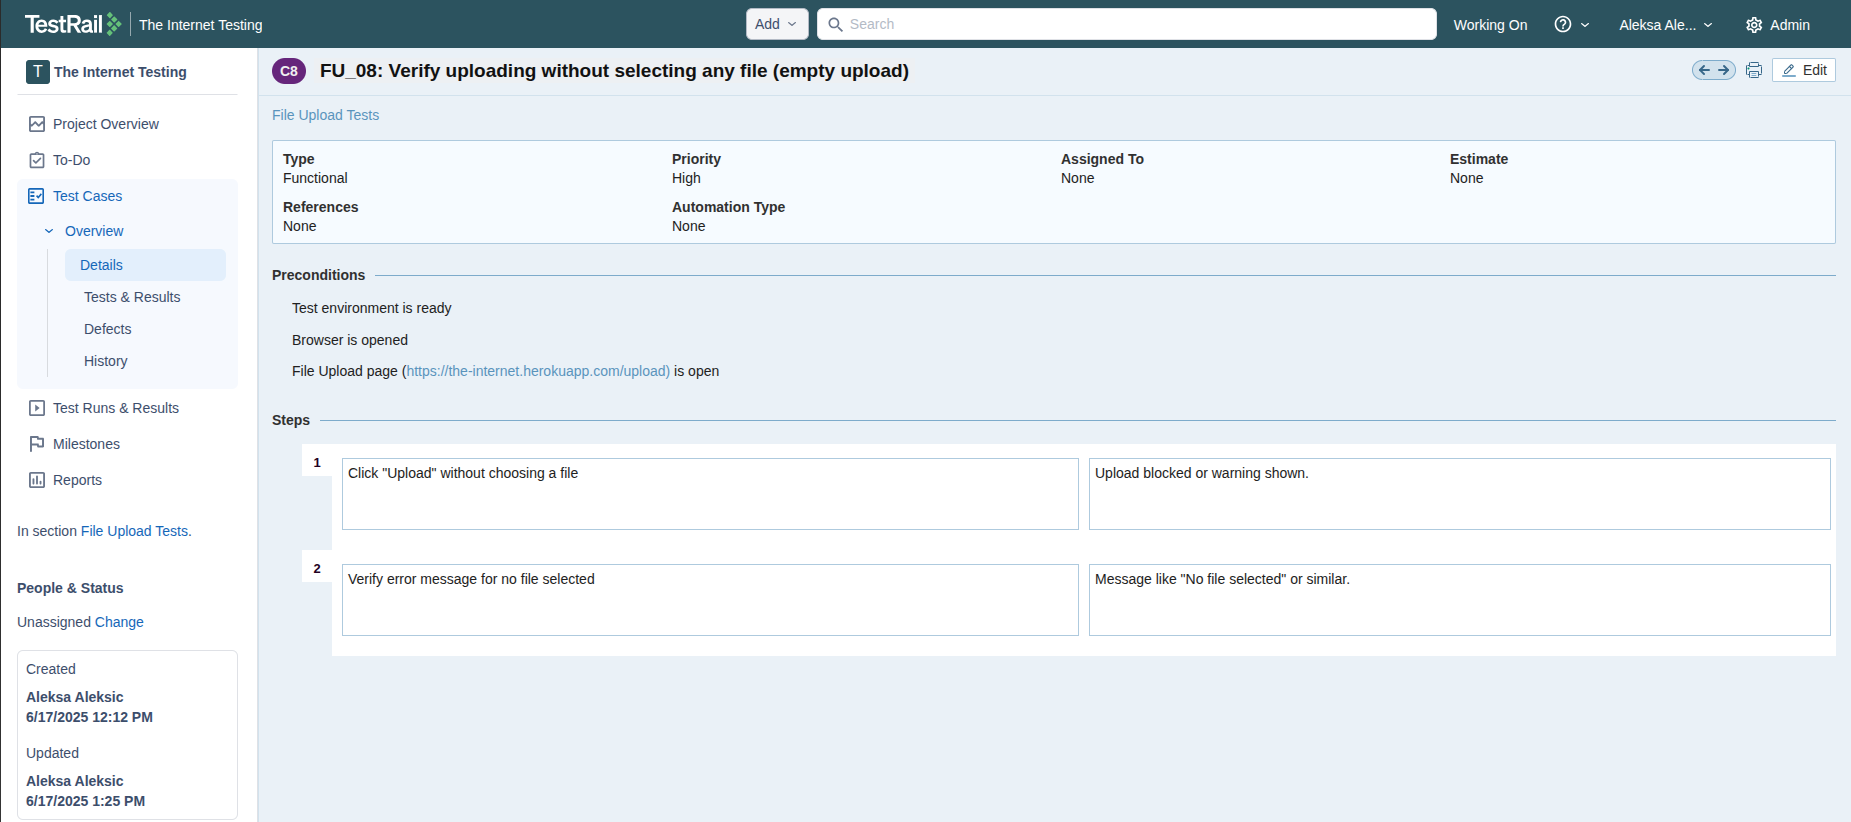 TestRail The Internet Testing Add Search Working On Aleksa Ale... Admin
T The Internet Testing
Project Overview
To-Do
Test Cases
Overview
Details
Tests & Results
Defects
History
Test Runs & Results
Milestones
Reports
In section File Upload Tests.
People & Status
Unassigned Change
Created
Aleksa Aleksic
6/17/2025 12:12 PM
Updated
Aleksa Aleksic
6/17/2025 1:25 PM
C8 FU_08: Verify uploading without selecting any file (empty upload) Edit
File Upload Tests
Type Priority Assigned To Estimate
Functional High None None
References Automation Type
None None
Preconditions
Test environment is ready
Browser is opened
File Upload page (https://the-internet.herokuapp.com/upload) is open
Steps
1 Click "Upload" without choosing a file Upload blocked or warning shown.
2 Verify error message for no file selected Message like "No file selected" or similar.